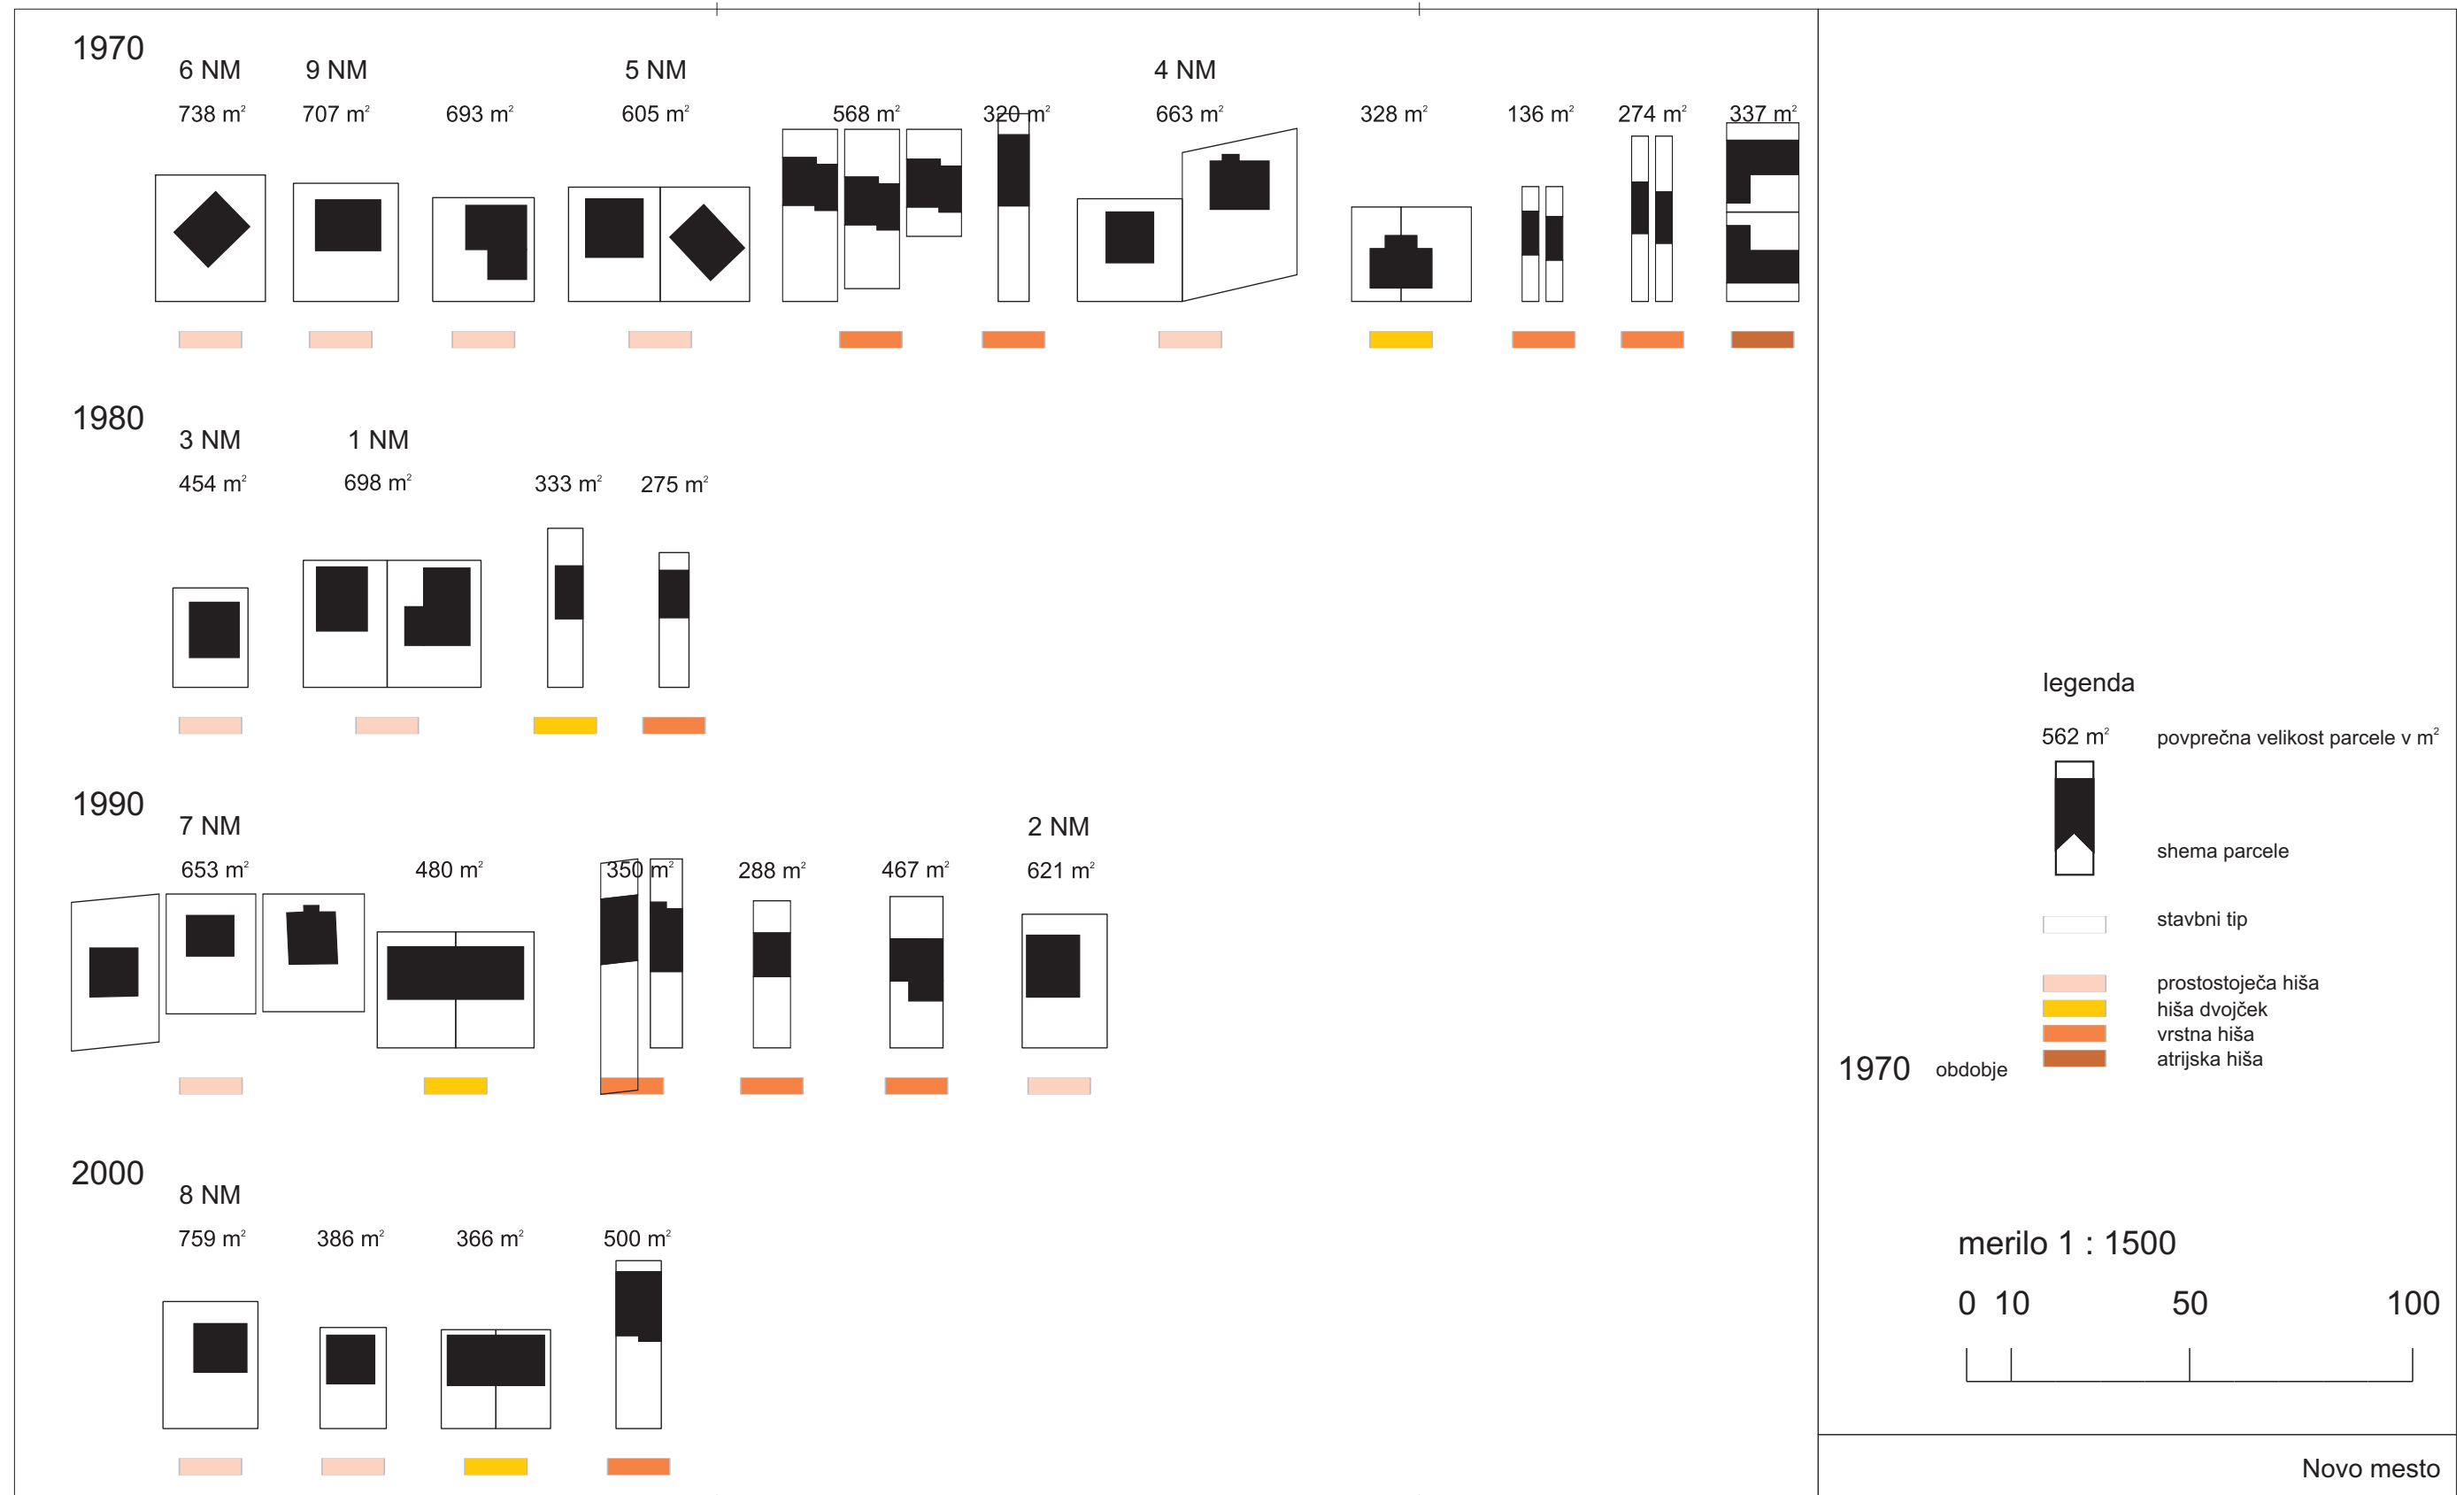 1970
6 NM 9 NM 5 NM 4 NM
738 m² 707 m² 693 m² 605 m² 568 m² 320 m² 663 m² 328 m² 136 m² 274 m² 337 m²
1980
3 NM 1 NM
454 m² 698 m² 333 m² 275 m²
1990
7 NM 2 NM
653 m² 480 m² 350 m² 288 m² 467 m² 621 m²
2000
8 NM
759 m² 386 m² 366 m² 500 m²
legenda
562 m² povprečna velikost parcele v m²
shema parcele
stavbni tip
prostostoječa hiša
hiša dvojček
vrstna hiša
atrijska hiša
1970 obdobje
merilo 1 : 1500
0 10 50 100
Novo mesto